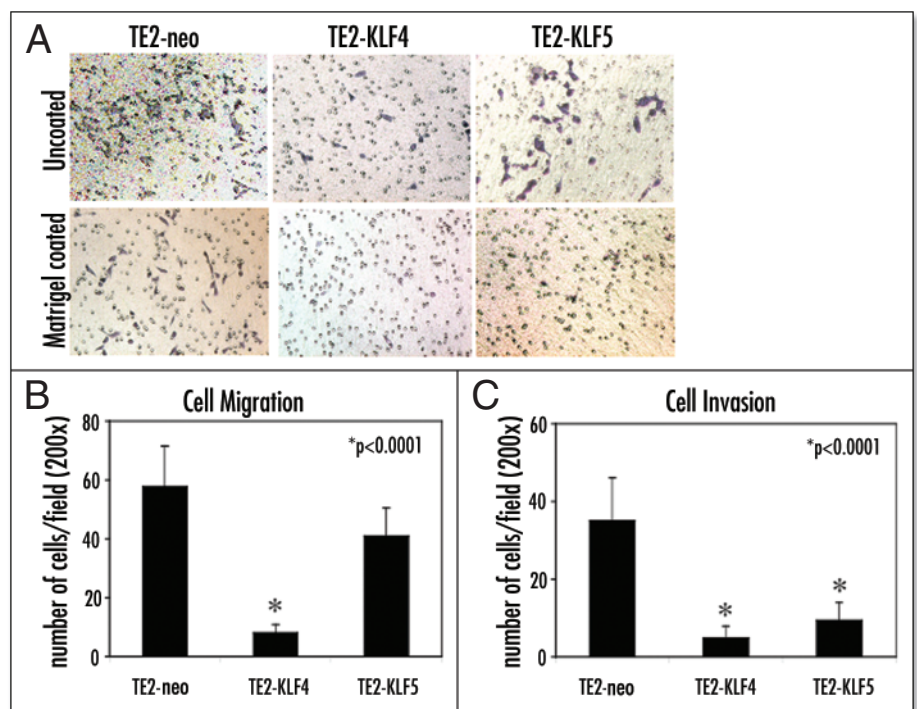 A
TE2-neo TE2-KLF4 TE2-KLF5
Uncoated
Matrigel coated
B
Cell Migration
number of cells/field (200x)
80
60
40
20
0
*p<0.0001
*
TE2-neo TE2-KLF4 TE2-KLF5
C
Cell Invasion
number of cells/field (200x)
60
40
20
0
*p<0.0001
* *
TE2-neo TE2-KLF4 TE2-KLF5